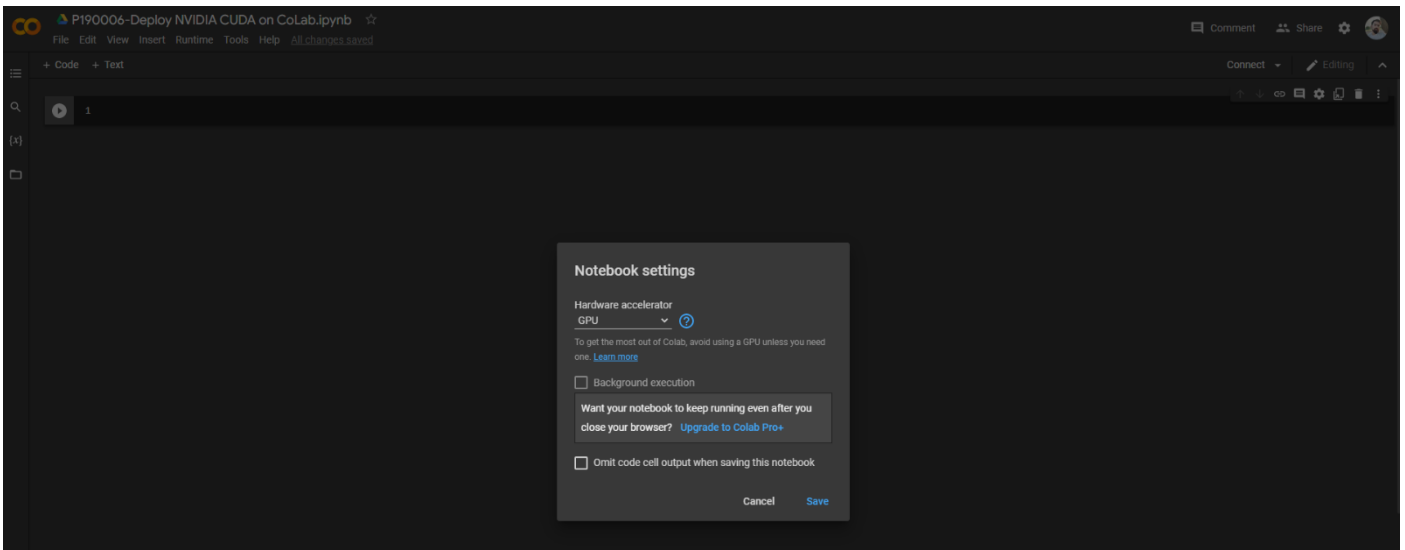 CO
P190006-Deploy NVIDIA CUDA on CoLab.ipynb
File Edit View Insert Runtime Tools Help All changes saved
Comment
Share
+ Code + Text
Connect
Editing
1
{x}
Notebook settings
Hardware accelerator
GPU
?
To get the most out of Colab, avoid using a GPU unless you need
one. Learn more
Background execution
Want your notebook to keep running even after you
close your browser? Upgrade to Colab Pro+
Omit code cell output when saving this notebook
Cancel Save